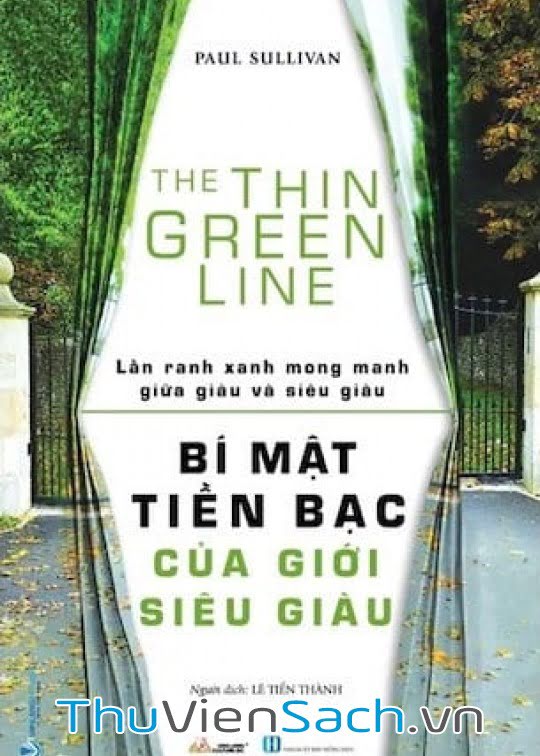 PAUL SULLIVAN
THE THIN
GREEN
LINE
Lằn ranh xanh mong manh
giữa giàu và siêu giàu
BÍ MẬT
TIỀN BẠC
CỦA GIỚI
SIÊU GIÀU
Người dịch: LÊ TIẾN THÀNH
ThuVienSach.vn